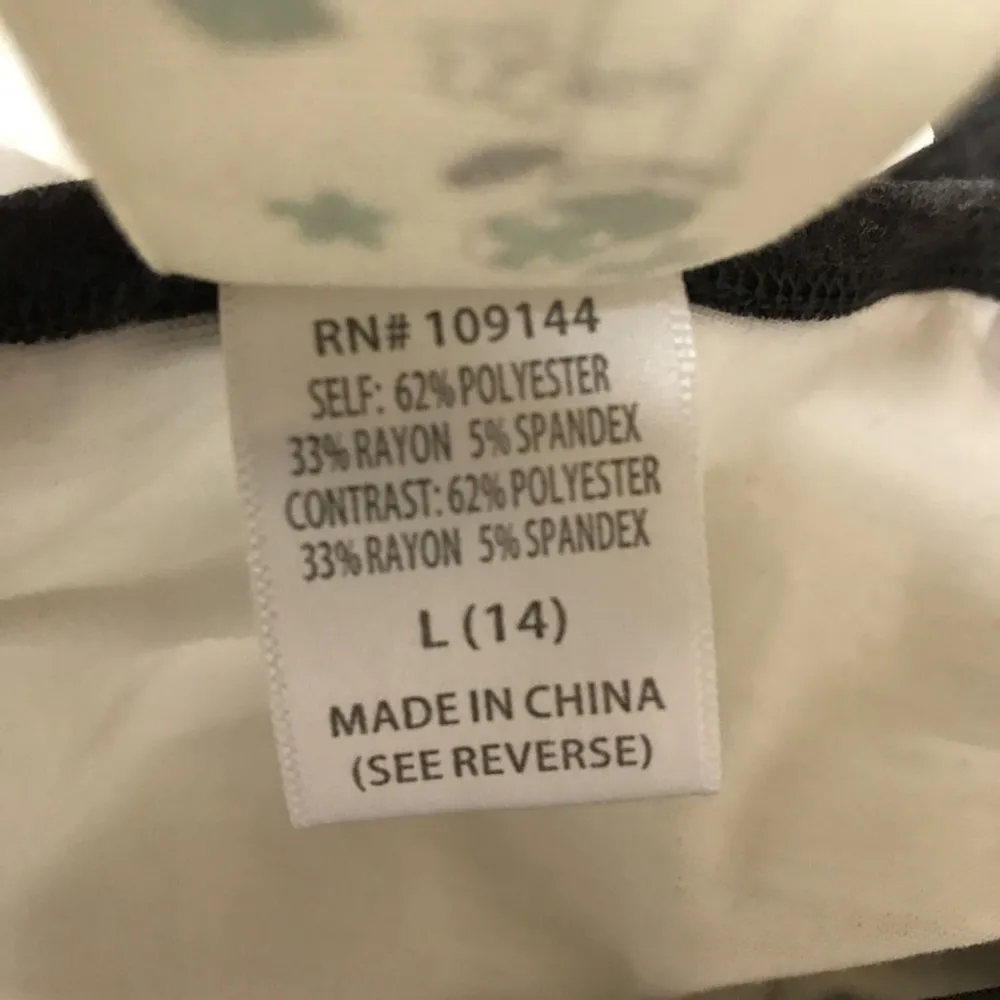 RN# 109144
SELF: 62% POLYESTER
33% RAYON 5% SPANDEX
CONTRAST: 62% POLYESTER
33% RAYON 5% SPANDEX
L (14)
MADE IN CHINA
(SEE REVERSE)